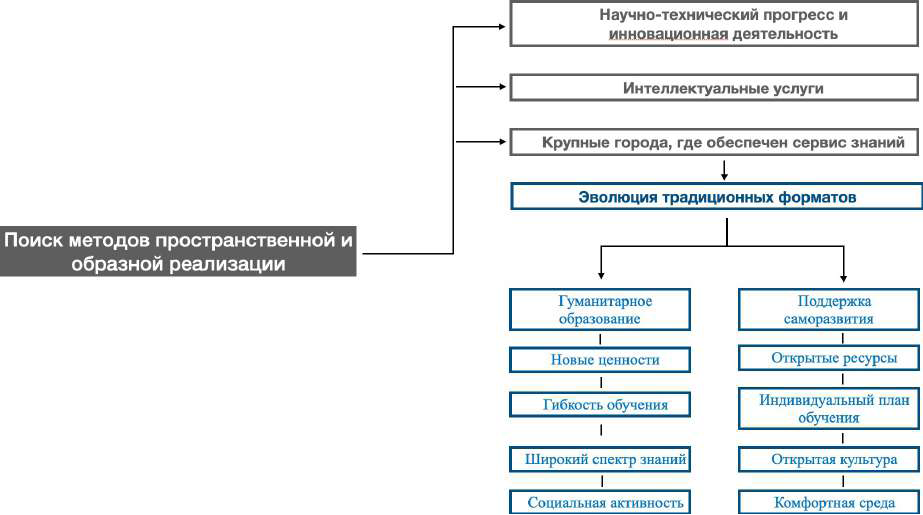 Научно-технический прогресс и
инновационная деятельность
Интеллектуальные услуги
Крупные города, где обеспечен сервис знаний
Эволюция традиционных форматов
Поиск методов пространственной и
образной реализации
Гуманитарное
образование
Новые ценности
Гибкость обучения
Широкий спектр знаний
Социальная активность
Поддержка
саморазвития
Открытые ресурсы
Индивидуальный план
обучения
Открытая культура
Комфортная среда